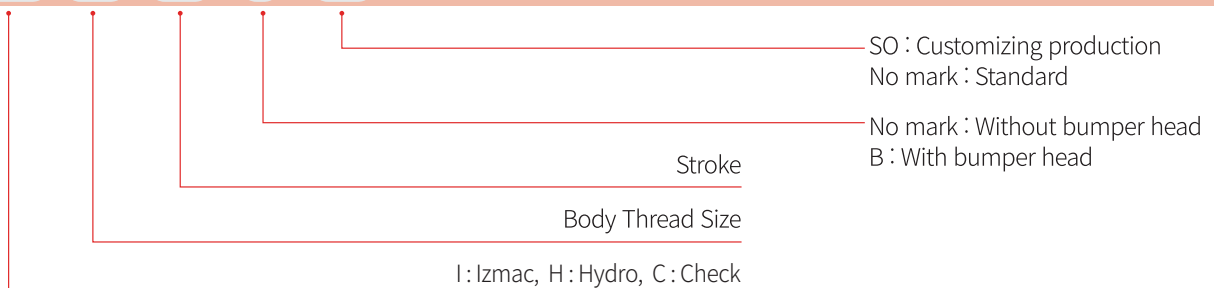 SO : Customizing production
No mark : Standard
No mark : Without bumper head
B : With bumper head
Stroke
Body Thread Size
I : Izmac, H : Hydro, C : Check